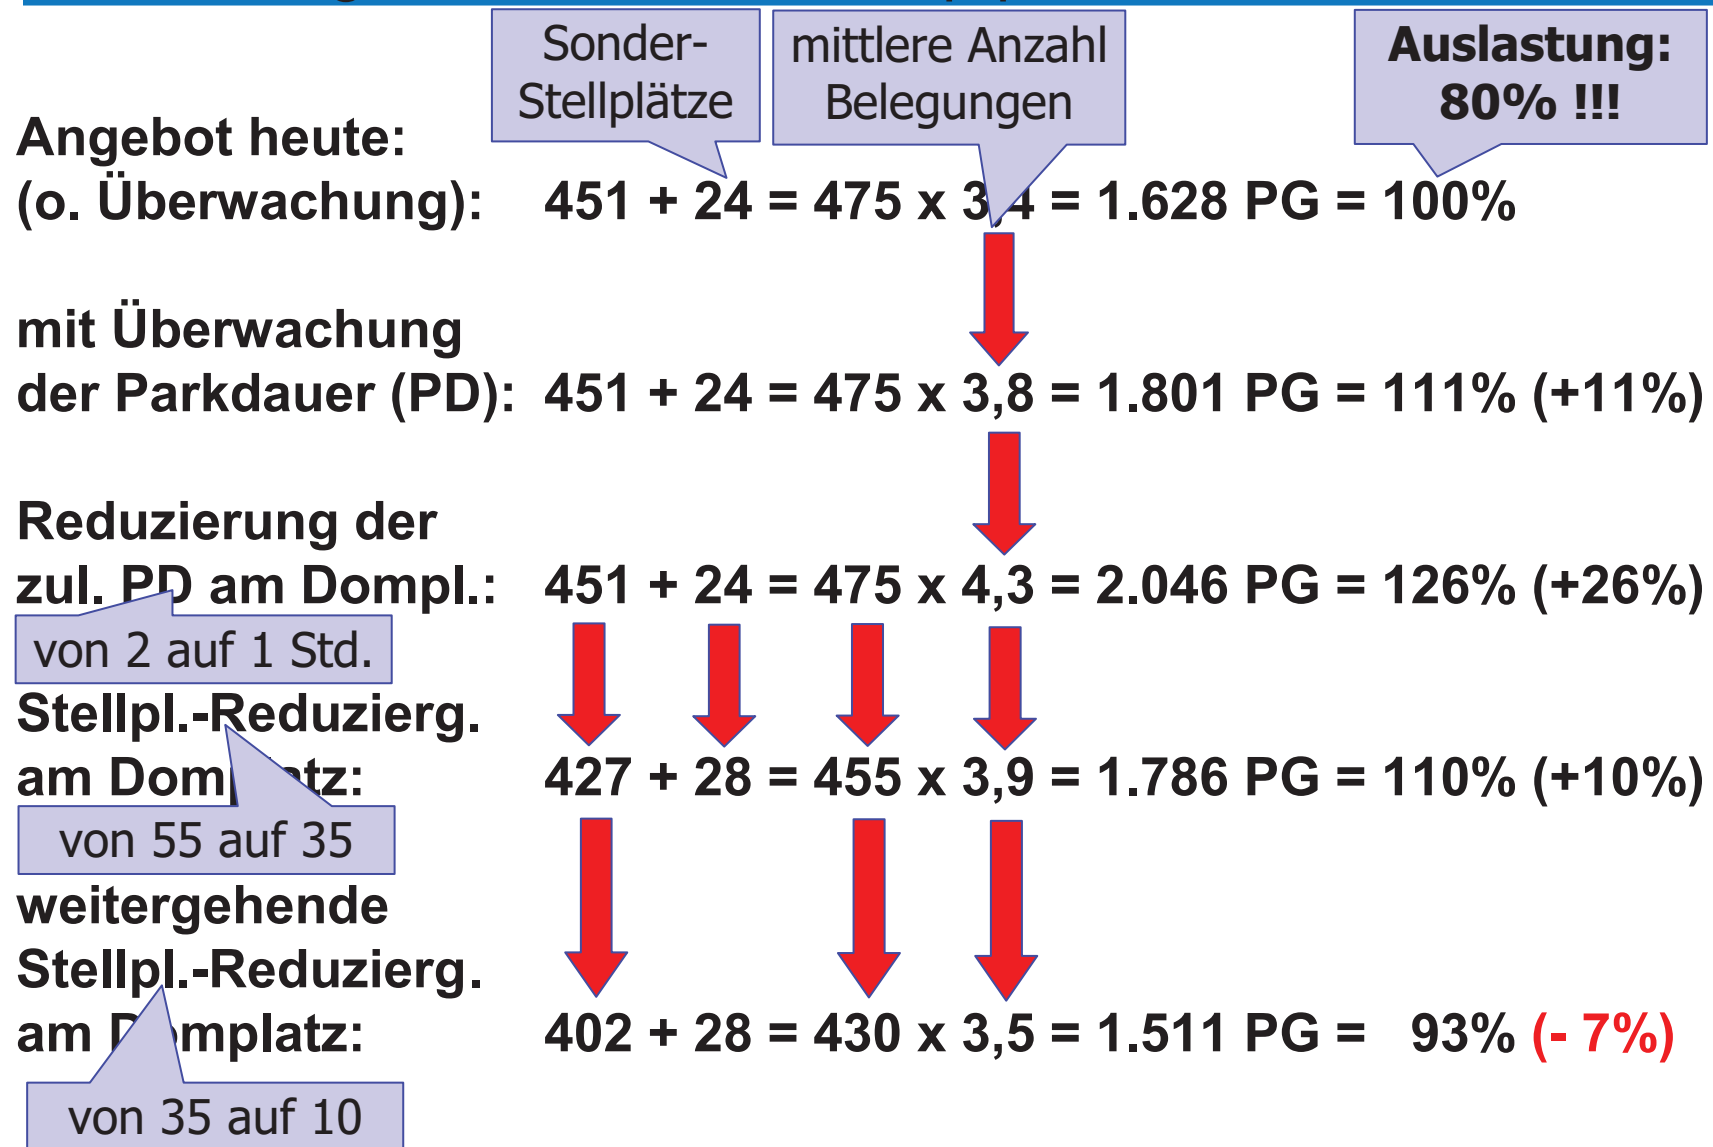 Sonder-
Stellplätze
mittlere Anzahl
Belegungen
Auslastung:
80% !!!
Angebot heute:
(o. Überwachung): 451 + 24 = 475 x 3,4 = 1.628 PG = 100%
mit Überwachung
der Parkdauer (PD): 451 + 24 = 475 x 3,8 = 1.801 PG = 111% (+11%)
Reduzierung der
zul. PD am Dompl.: 451 + 24 = 475 x 4,3 = 2.046 PG = 126% (+26%)
von 2 auf 1 Std.
Stellpl.-Reduzierg.
am Domplatz: 427 + 28 = 455 x 3,9 = 1.786 PG = 110% (+10%)
von 55 auf 35
weitergehende
Stellpl.-Reduzierg.
am Domplatz: 402 + 28 = 430 x 3,5 = 1.511 PG = 93% (- 7%)
von 35 auf 10